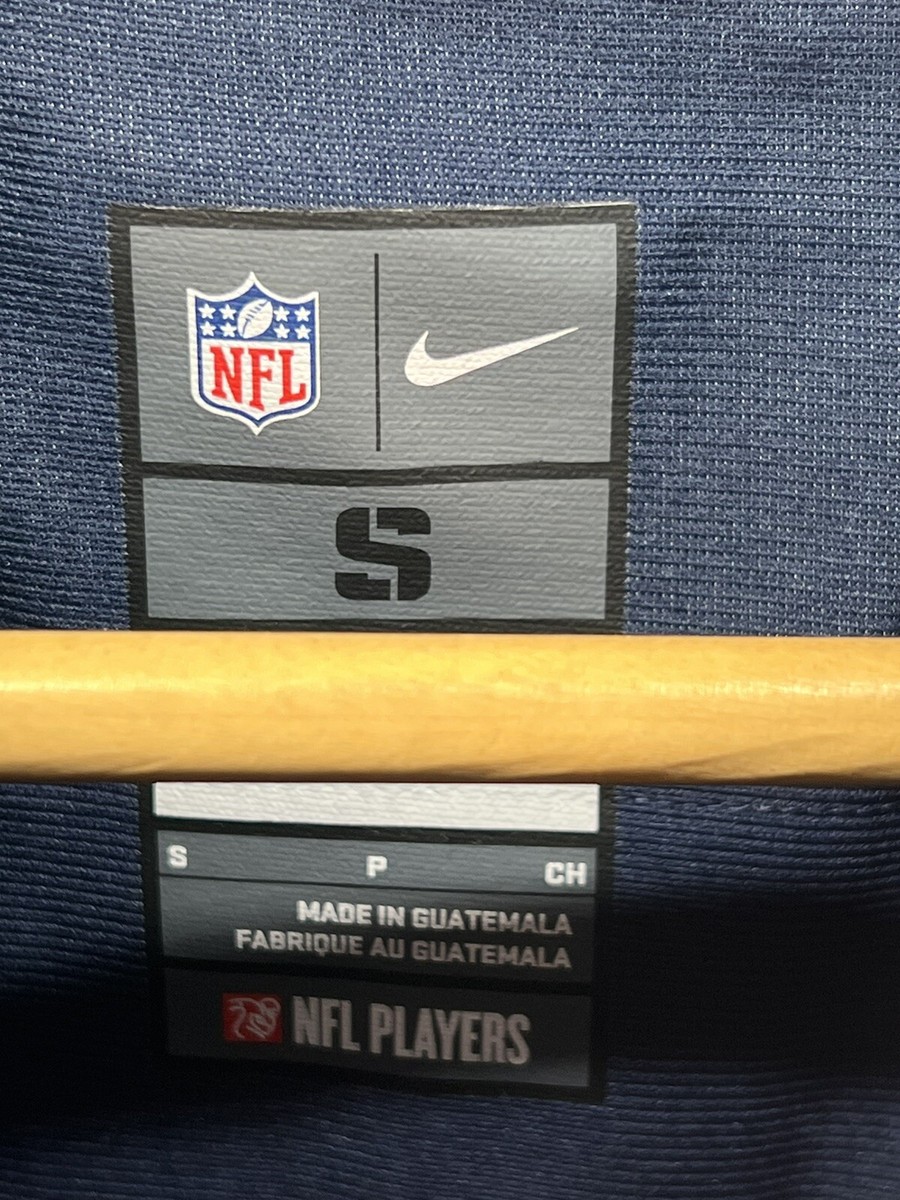 NFL
S
S P CH
MADE IN GUATEMALA
FABRIQUE AU GUATEMALA
NFL PLAYERS